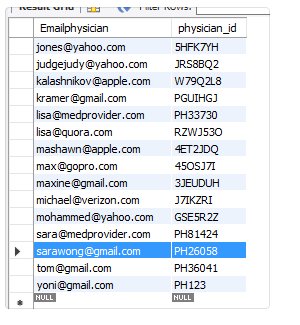 Result Grid Filter Rows:
Emailphysician physician_id
jones@yahoo.com 5HFK7YH
judgejudy@yahoo.com JRS8BQ2
kalashnikov@apple.com W79Q2L8
kramer@gmail.com PGUIHGJ
lisa@medprovider.com PH33730
lisa@quora.com RZWJ53O
mashawn@apple.com 4ET2JDQ
max@gopro.com 45OSJ7I
maxine@gmail.com 3JEUDUH
michael@verizon.com J7IKZRI
mohammed@yahoo.com GSE5R2Z
sara@medprovider.com PH81424
sarawong@gmail.com PH26058
tom@gmail.com PH36041
yoni@gmail.com PH123
NULL NULL